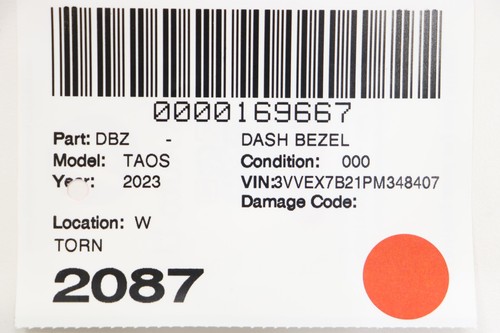 0000169667
Part: DBZ - DASH BEZEL
Model: TAOS Condition: 000
Year: 2023 VIN:3VVEX7B21PM348407
Damage Code:
Location: W
TORN
2087